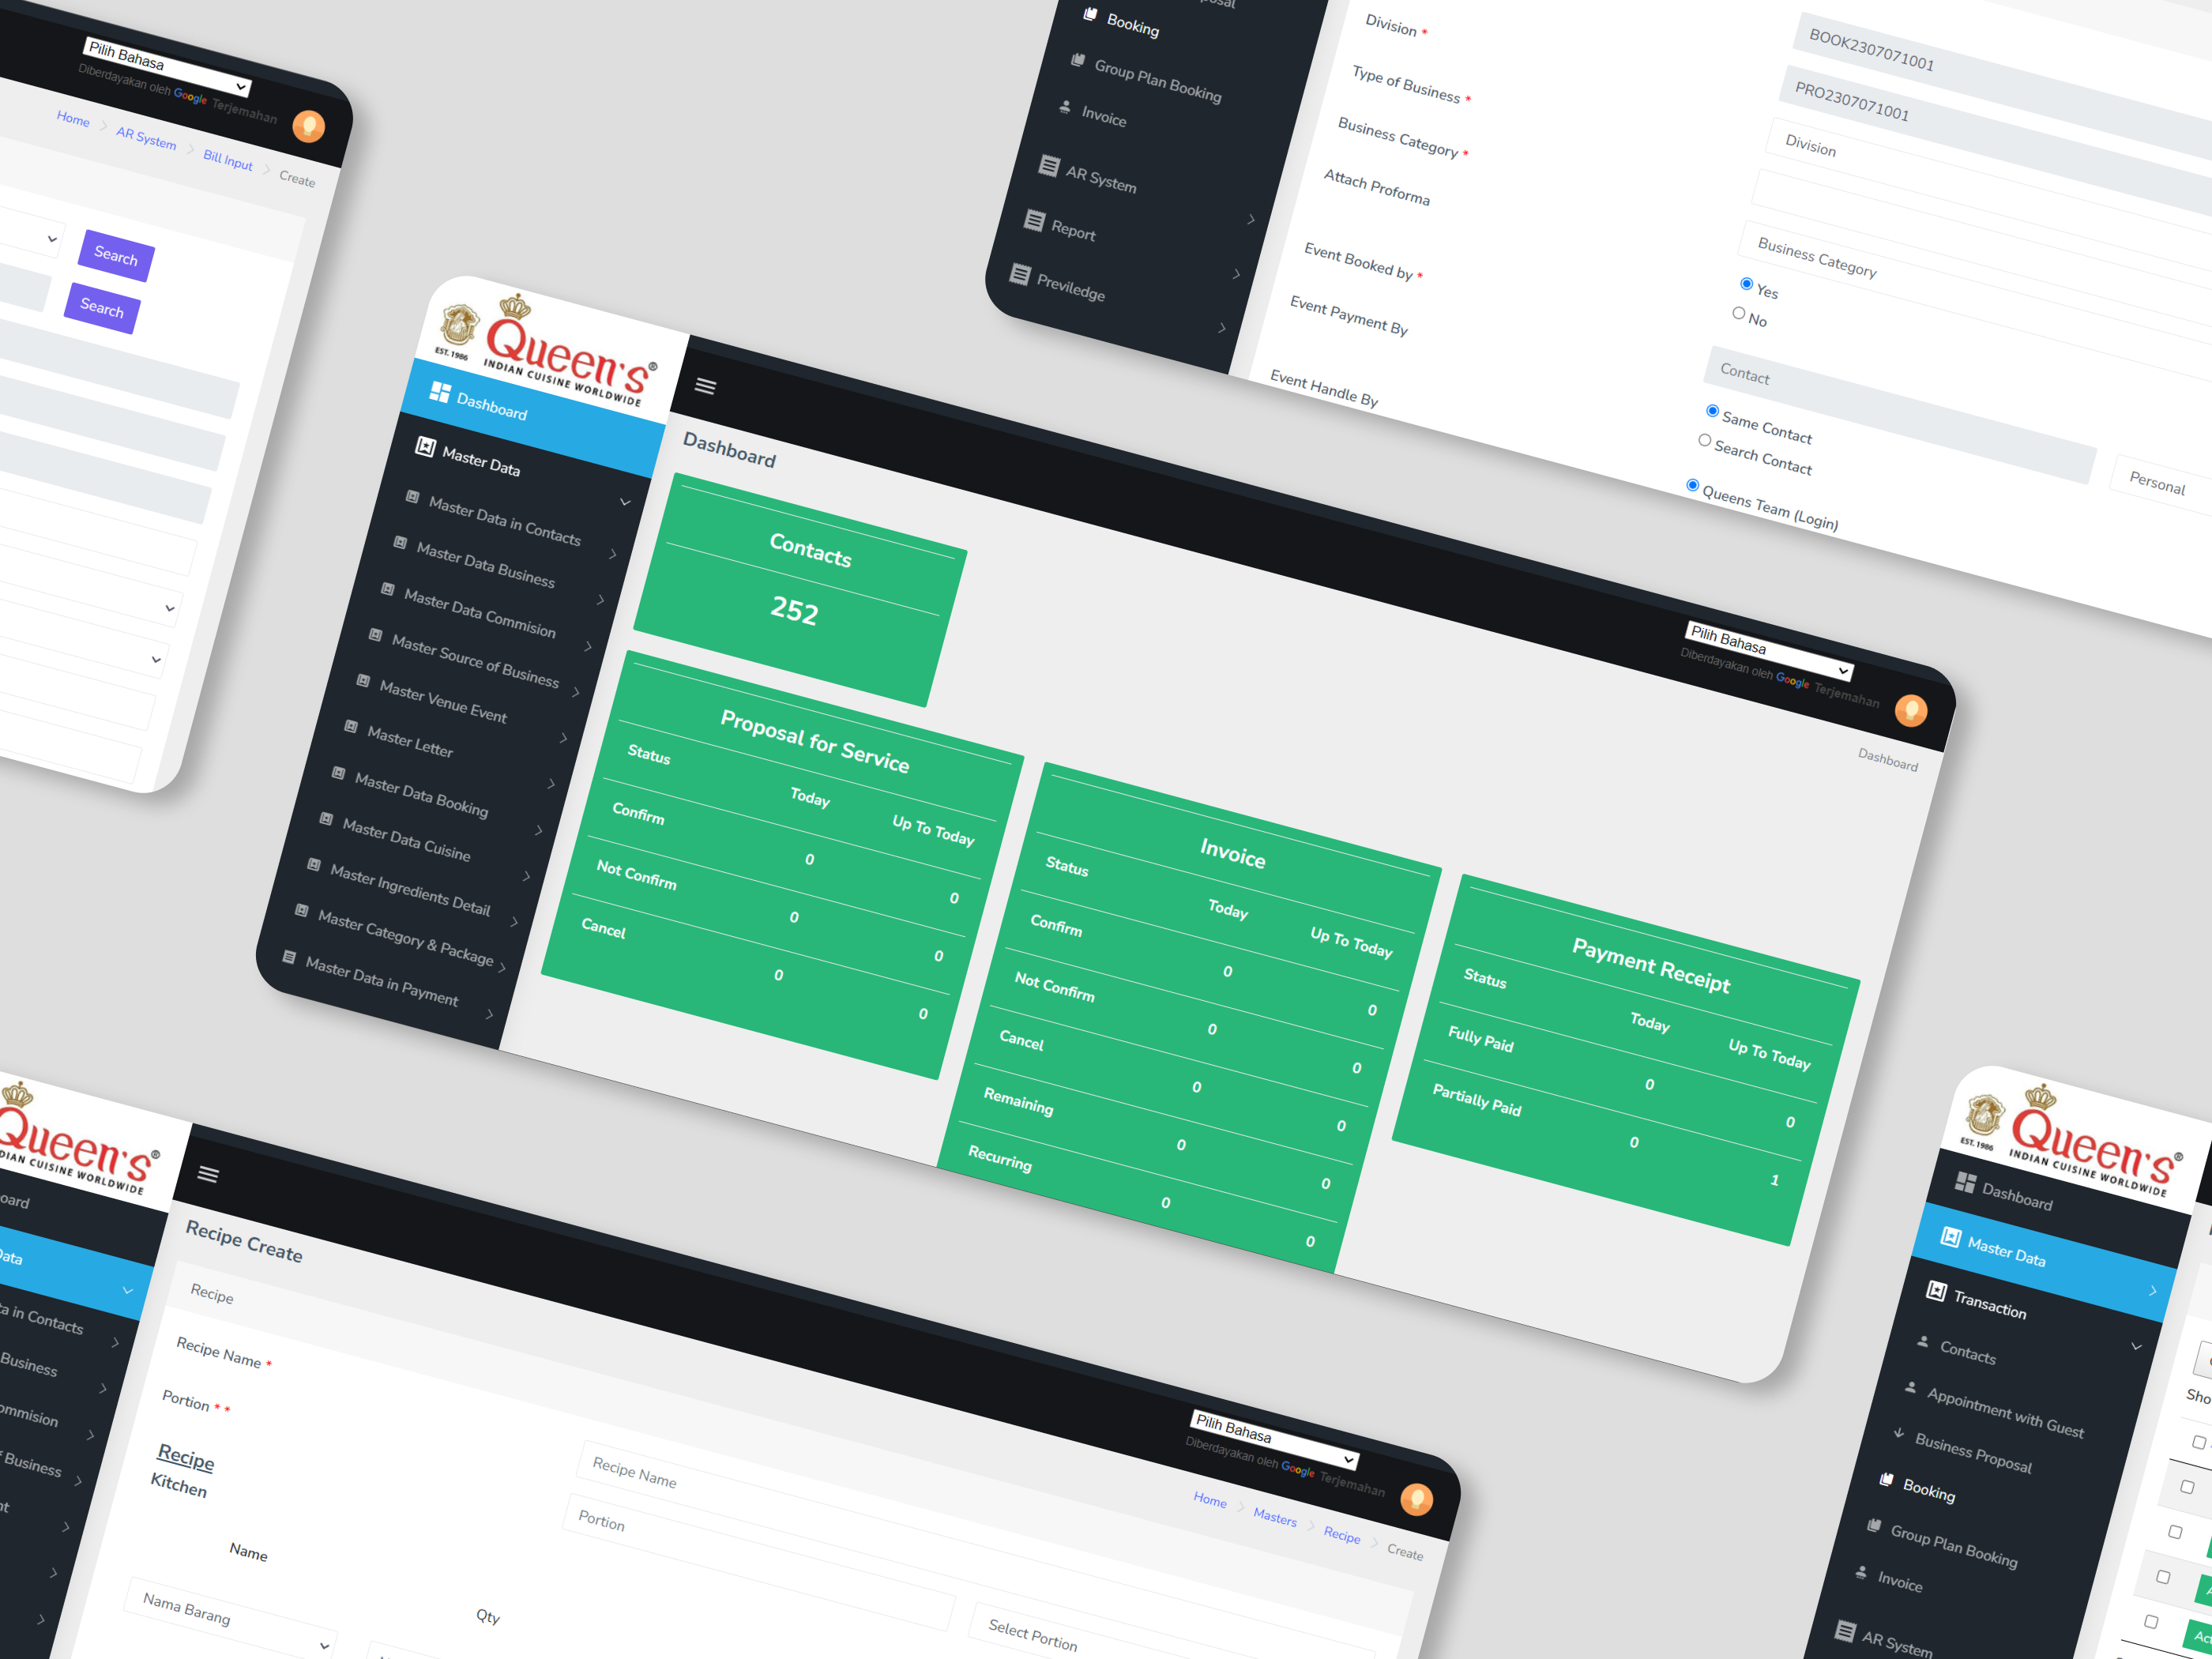 Pilih Bahasa
Diberdayakan oleh Google Terjemahan
Home > AR System > Bill Input > Create
Search
Search
Booking
Group Plan Booking
Invoice
AR System
Report
Previledge
Division *
Type of Business *
Business Category *
Attach Proforma
Event Booked by *
Event Payment By
Event Handle By
BOOK2307071001
PRO2307071001
Division
Business Category
Yes
No
Contact
Same Contact
Search Contact
Personal
Queens Team (Login)
EST. 1986
Queen's®
INDIAN CUISINE WORLDWIDE
Dashboard
Master Data
Master Data in Contacts
Master Data Business
Master Data Commision
Master Source of Business
Master Venue Event
Master Letter
Master Data Booking
Master Data Cuisine
Master Ingredients Detail
Master Category & Package
Master Data in Payment
Pilih Bahasa
Diberdayakan oleh Google Terjemahan
Dashboard
Dashboard
Contacts
252
Proposal for Service
Status Today Up To Today
Confirm 0 0
Not Confirm 0 0
Cancel 0 0
Invoice
Status Today Up To Today
Confirm 0 0
Not Confirm 0 0
Cancel 0 0
Remaining 0 0
Recurring 0 0
Payment Receipt
Status Today Up To Today
Fully Paid 0 0
Partially Paid 0 1
Queen's®
INDIAN CUISINE WORLDWIDE
in Contacts
Business
of Business
Pilih Bahasa
Diberdayakan oleh Google Terjemahan
Recipe Create
Home > Masters > Recipe > Create
Recipe
Recipe Name *
Recipe Name
Portion * *
Portion
Select Portion
Recipe
Kitchen
Name
Qty
Nama Barang
EST. 1986
Queen's®
INDIAN CUISINE WORLDWIDE
Dashboard
Master Data
Transaction
Contacts
Appointment with Guest
Business Proposal
Booking
Group Plan Booking
Invoice
AR System